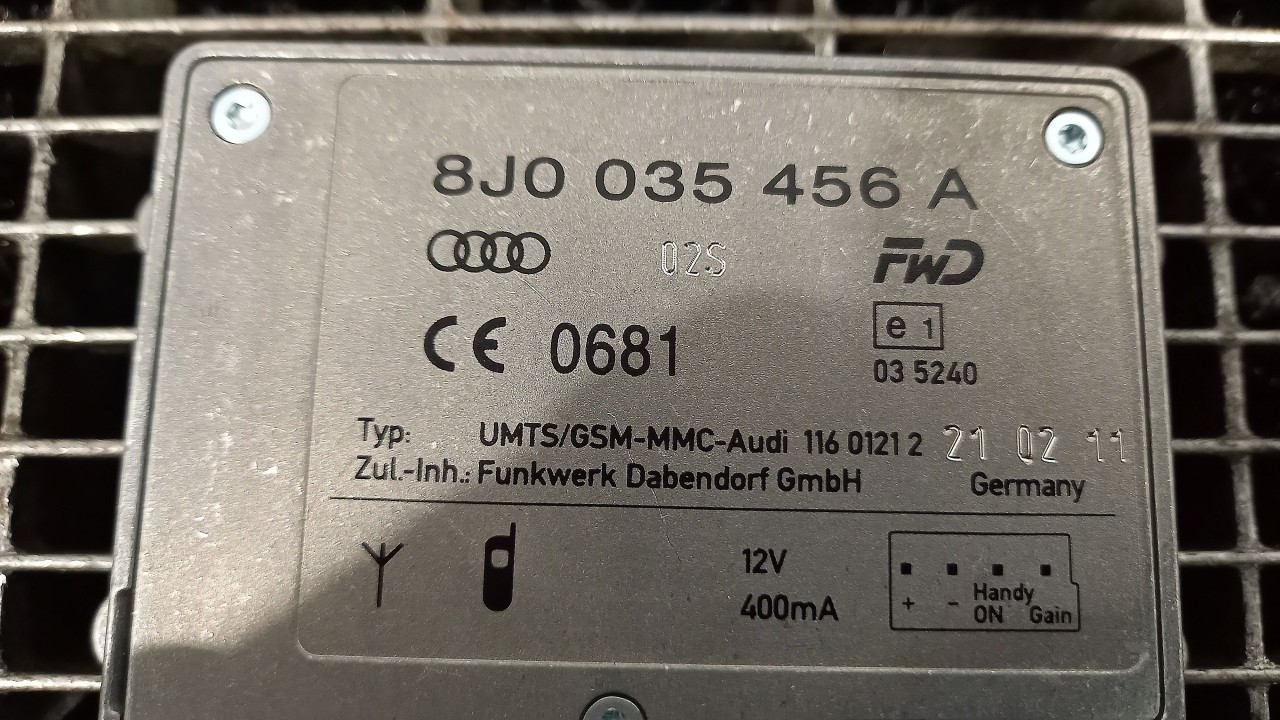 8J0 035 456 A
02S FWD
CE 0681 e 1
03 5240
Typ: UMTS/GSM-MMC-Audi 116 0121 2 21 02 11
Zul.-Inh.: Funkwerk Dabendorf GmbH Germany
12V
400mA
+ - Handy ON Gain